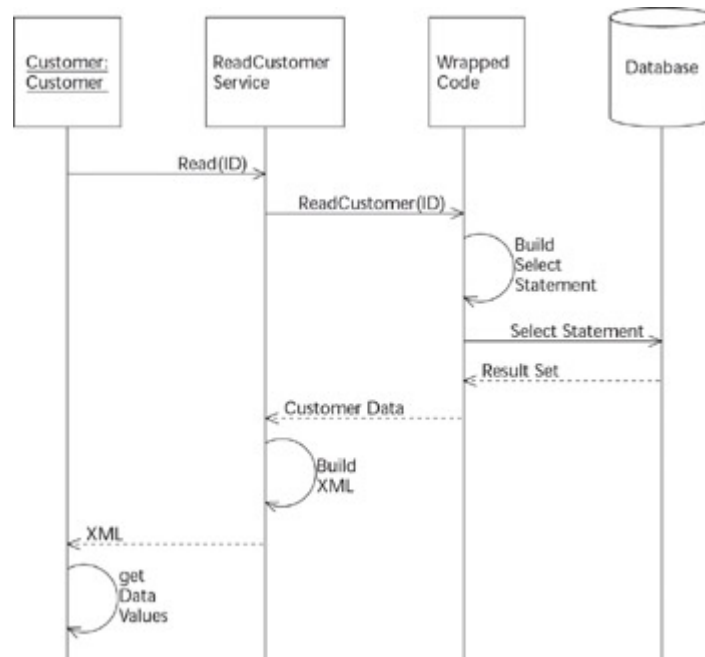 Customer:
Customer
ReadCustomer
Service
Wrapped
Code
Database
Read(ID)
ReadCustomer(ID)
Build
Select
Statement
Select Statement
Result Set
Customer Data
Build
XML
XML
get
Data
Values